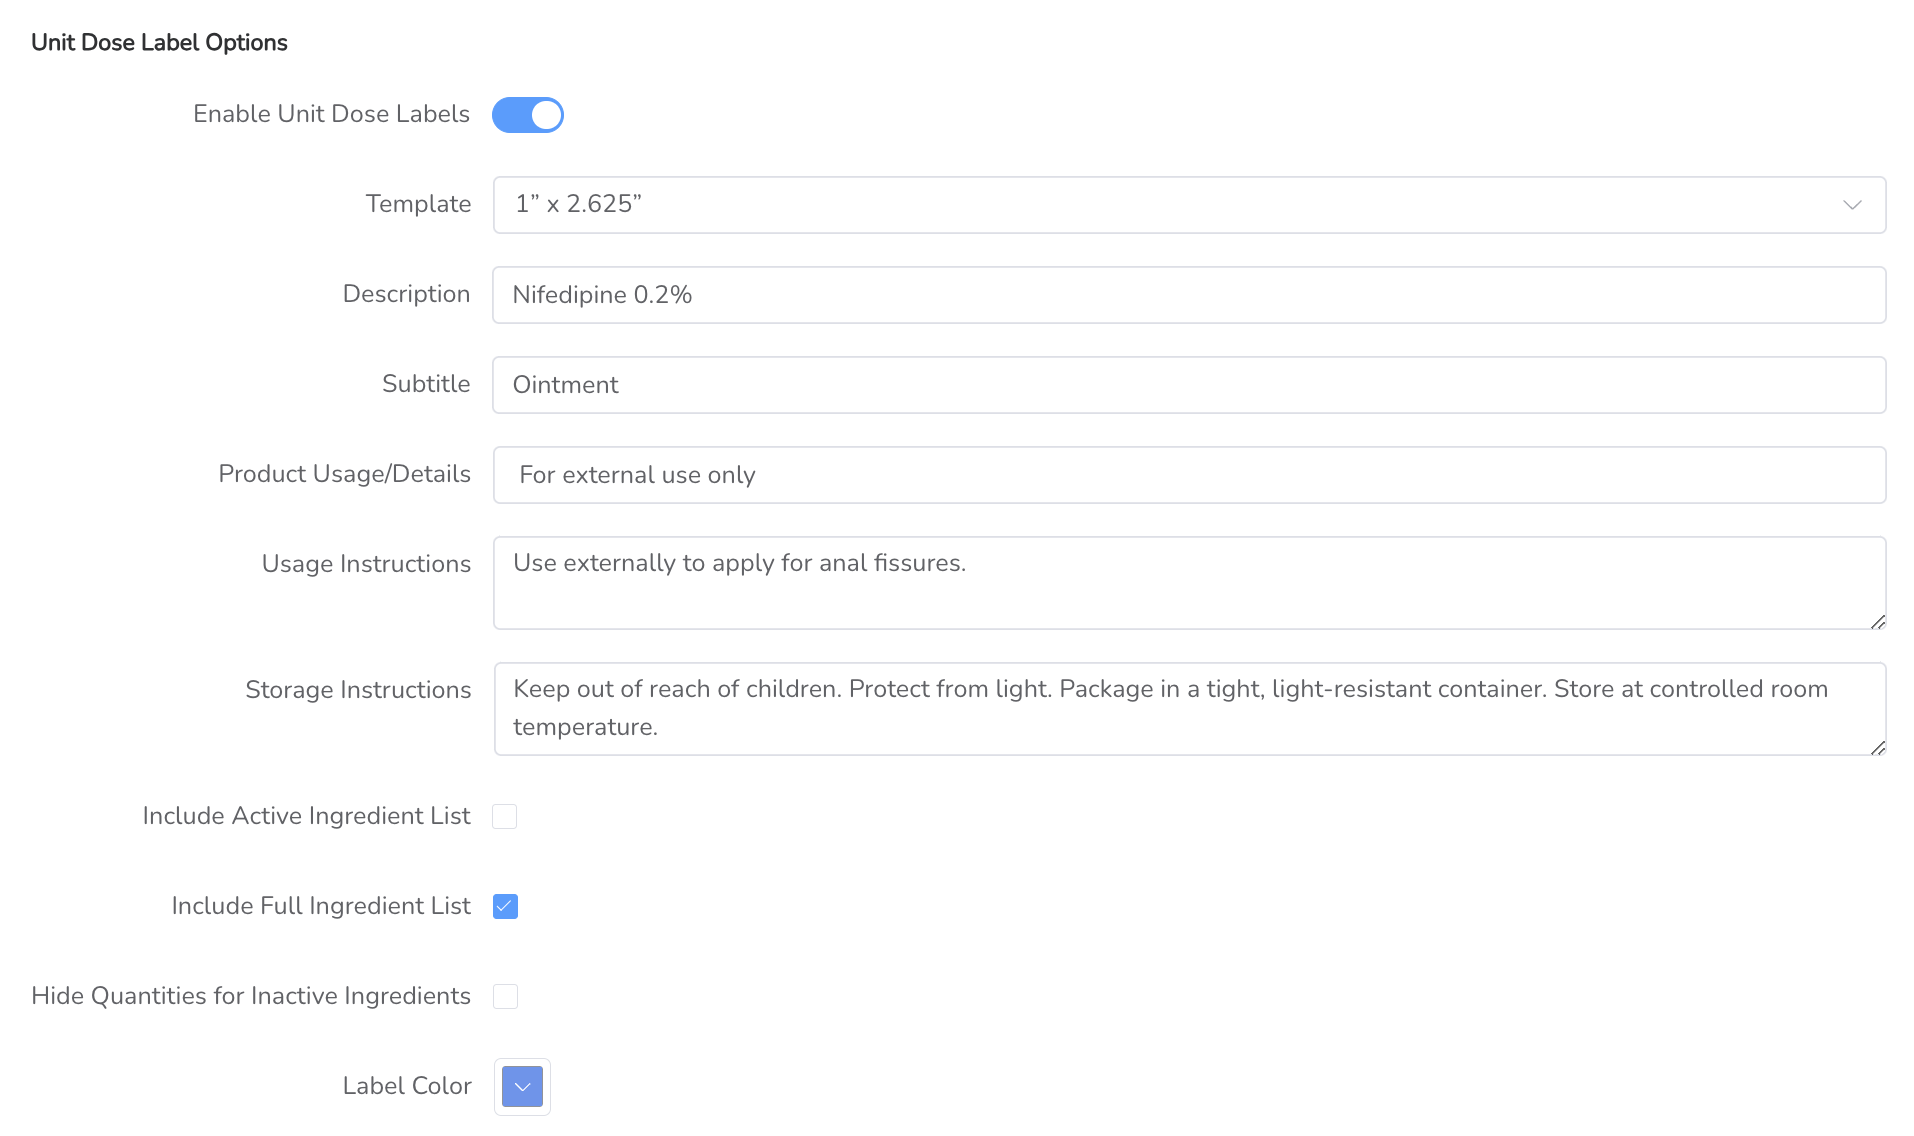 Unit Dose Label Options
Enable Unit Dose Labels
Template
1” x 2.625”
Description
Nifedipine 0.2%
Subtitle
Ointment
Product Usage/Details
For external use only
Usage Instructions
Use externally to apply for anal fissures.
Storage Instructions
Keep out of reach of children. Protect from light. Package in a tight, light-resistant container. Store at controlled room
temperature.
Include Active Ingredient List
Include Full Ingredient List
Hide Quantities for Inactive Ingredients
Label Color